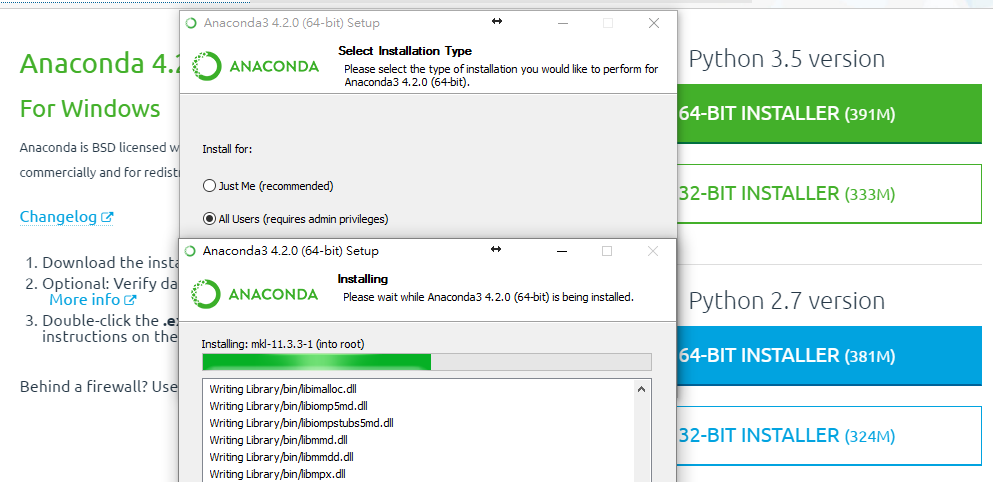 Anaconda 4.2
For Windows
Anaconda is BSD licensed
commercially and for redist
Changelog
1. Download the insta
2. Optional: Verify da
More info
3. Double-click the .ex
instructions on the
Behind a firewall? Use
Anaconda3 4.2.0 (64-bit) Setup
ANACONDA
Select Installation Type
Please select the type of installation you would like to perform for
Anaconda3 4.2.0 (64-bit).
Install for:
Just Me (recommended)
All Users (requires admin privileges)
Anaconda3 4.2.0 (64-bit) Setup
ANACONDA
Installing
Please wait while Anaconda3 4.2.0 (64-bit) is being installed.
Installing: mkl-11.3.3-1 (into root)
Writing Library/bin/libimalloc.dll
Writing Library/bin/libiomp5md.dll
Writing Library/bin/libiompstubs5md.dll
Writing Library/bin/libmmd.dll
Writing Library/bin/libmmdd.dll
Writing Library/bin/libmpx.dll
Python 3.5 version
64-BIT INSTALLER (391M)
32-BIT INSTALLER (333M)
Python 2.7 version
64-BIT INSTALLER (381M)
32-BIT INSTALLER (324M)